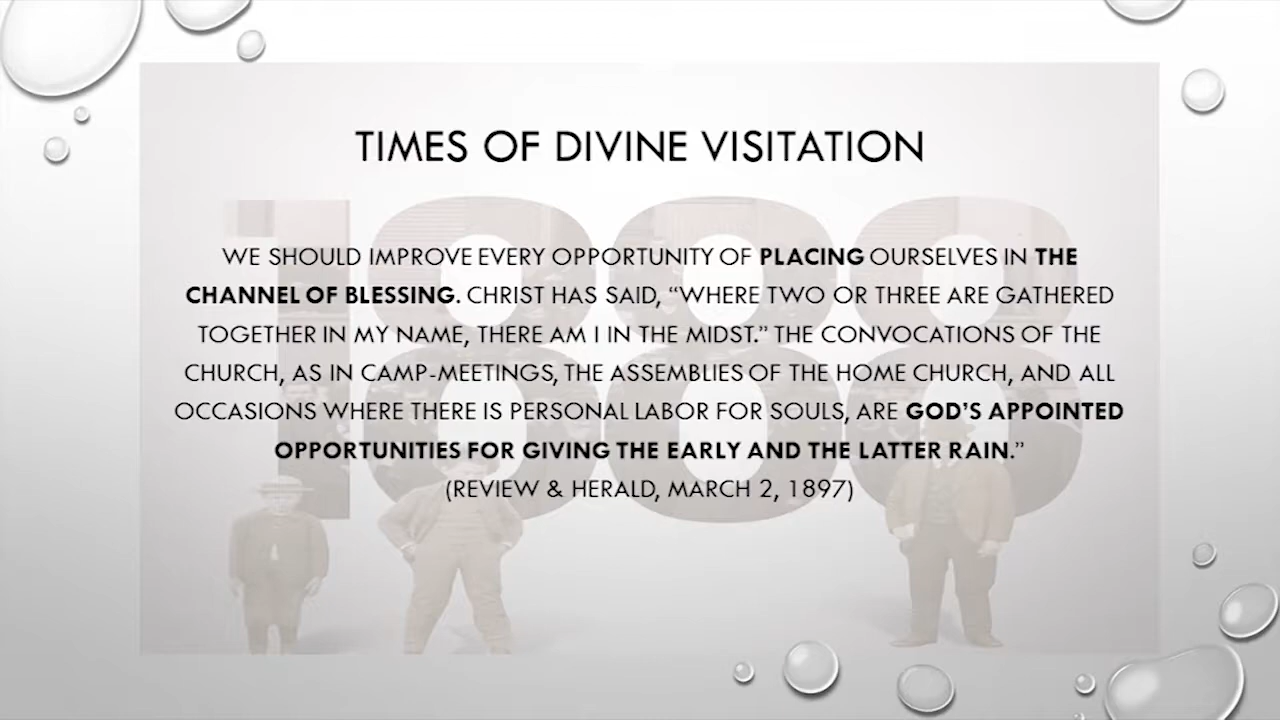 TIMES OF DIVINE VISITATION
1888
WE SHOULD IMPROVE EVERY OPPORTUNITY OF PLACING OURSELVES IN THE
CHANNEL OF BLESSING. CHRIST HAS SAID, “WHERE TWO OR THREE ARE GATHERED
TOGETHER IN MY NAME, THERE AM I IN THE MIDST.” THE CONVOCATIONS OF THE
CHURCH, AS IN CAMP-MEETINGS, THE ASSEMBLIES OF THE HOME CHURCH, AND ALL
OCCASIONS WHERE THERE IS PERSONAL LABOR FOR SOULS, ARE GOD’S APPOINTED
OPPORTUNITIES FOR GIVING THE EARLY AND THE LATTER RAIN.”
(REVIEW & HERALD, MARCH 2, 1897)